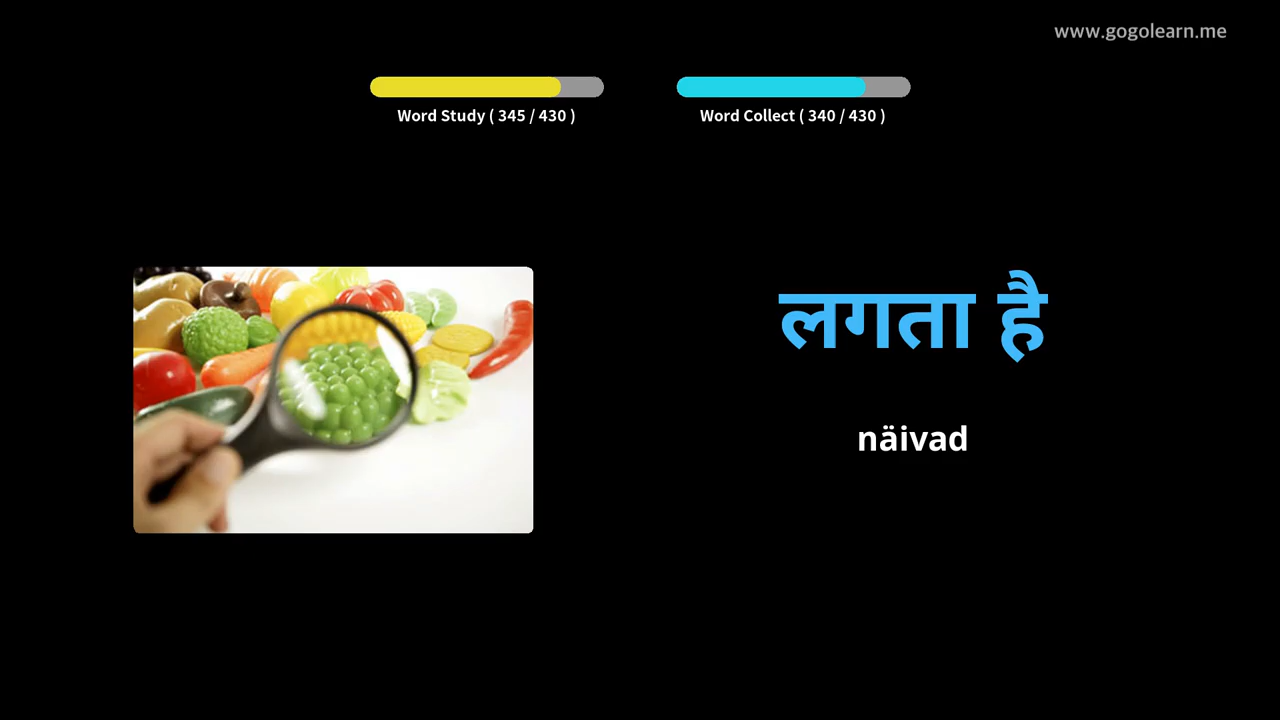 www.gogolearn.me
Word Study ( 345 / 430 )
Word Collect ( 340 / 430 )
लगता है
näivad